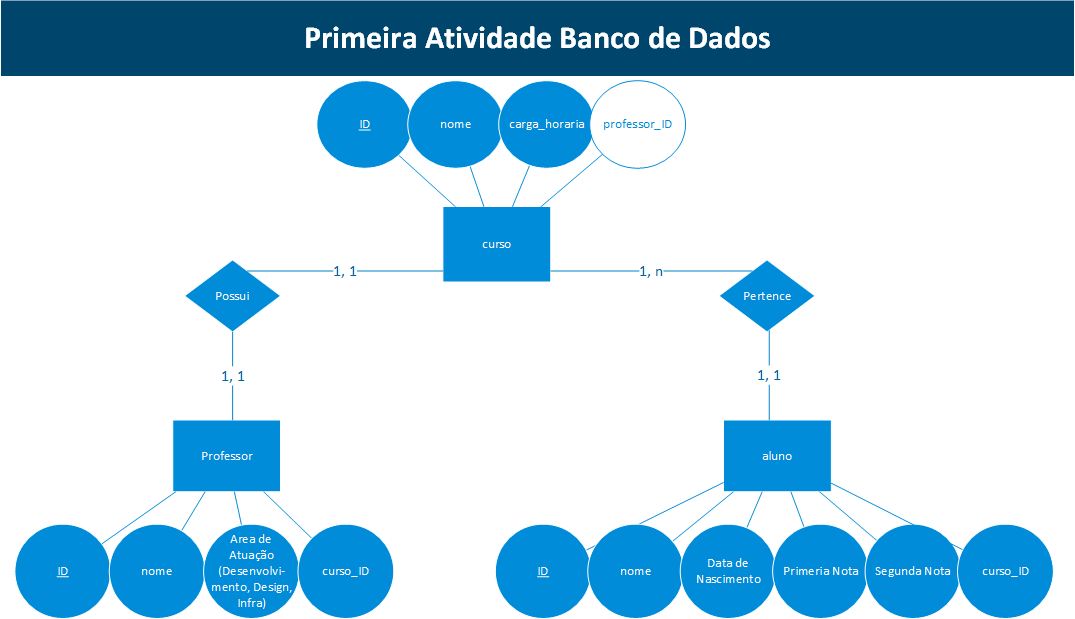 Primeira Atividade Banco de Dados
ID
nome
carga_horaria
professor_ID
curso
1, 1
1, n
Possui
Pertence
1, 1
1, 1
Professor
aluno
ID
nome
Area de
Atuação
(Desenvolvi-
mento, Design,
Infra)
curso_ID
ID
nome
Data de
Nascimento
Primeria Nota
Segunda Nota
curso_ID